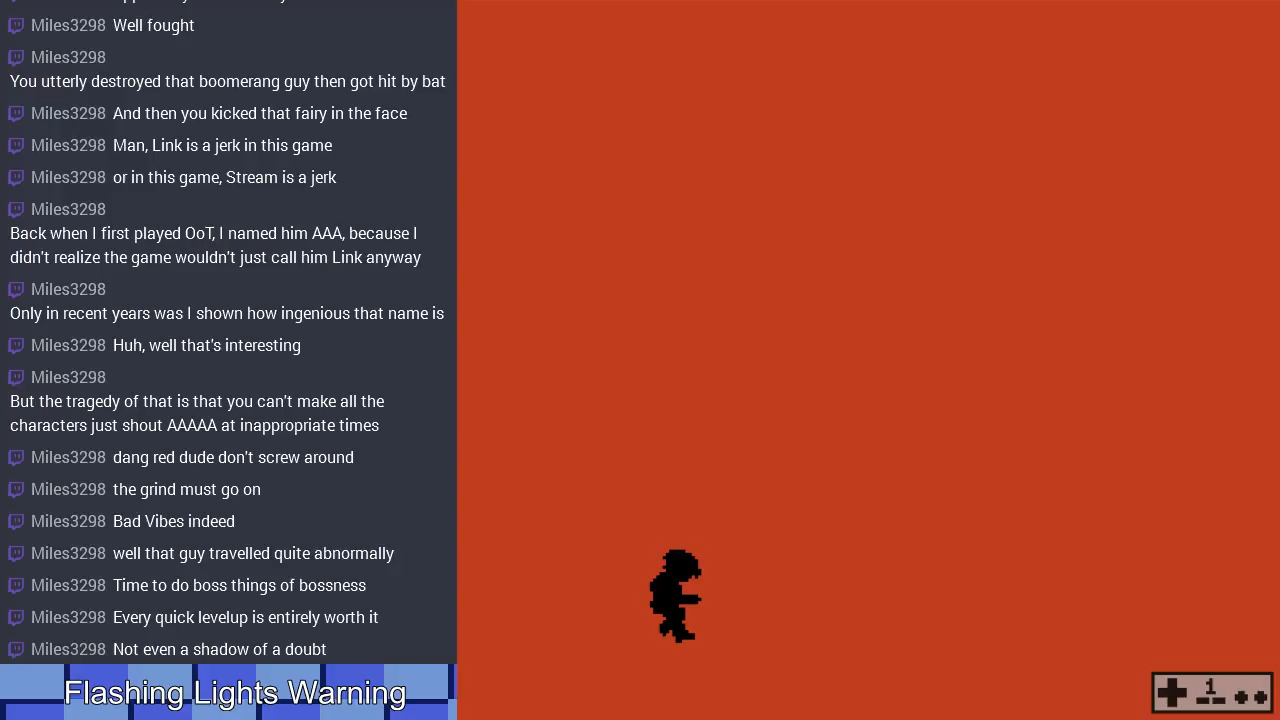 Miles3298 Well fought
Miles3298
You utterly destroyed that boomerang guy then got hit by bat
Miles3298 And then you kicked that fairy in the face
Miles3298 Man, Link is a jerk in this game
Miles3298 or in this game, Stream is a jerk
Miles3298
Back when I first played OoT, I named him AAA, because I
didn't realize the game wouldn't just call him Link anyway
Miles3298
Only in recent years was I shown how ingenious that name is
Miles3298 Huh, well that's interesting
Miles3298
But the tragedy of that is that you can't make all the
characters just shout AAAAA at inappropriate times
Miles3298 dang red dude don't screw around
Miles3298 the grind must go on
Miles3298 Bad Vibes indeed
Miles3298 well that guy travelled quite abnormally
Miles3298 Time to do boss things of bossness
Miles3298 Every quick levelup is entirely worth it
Miles3298 Not even a shadow of a doubt
Flashing Lights Warning
1